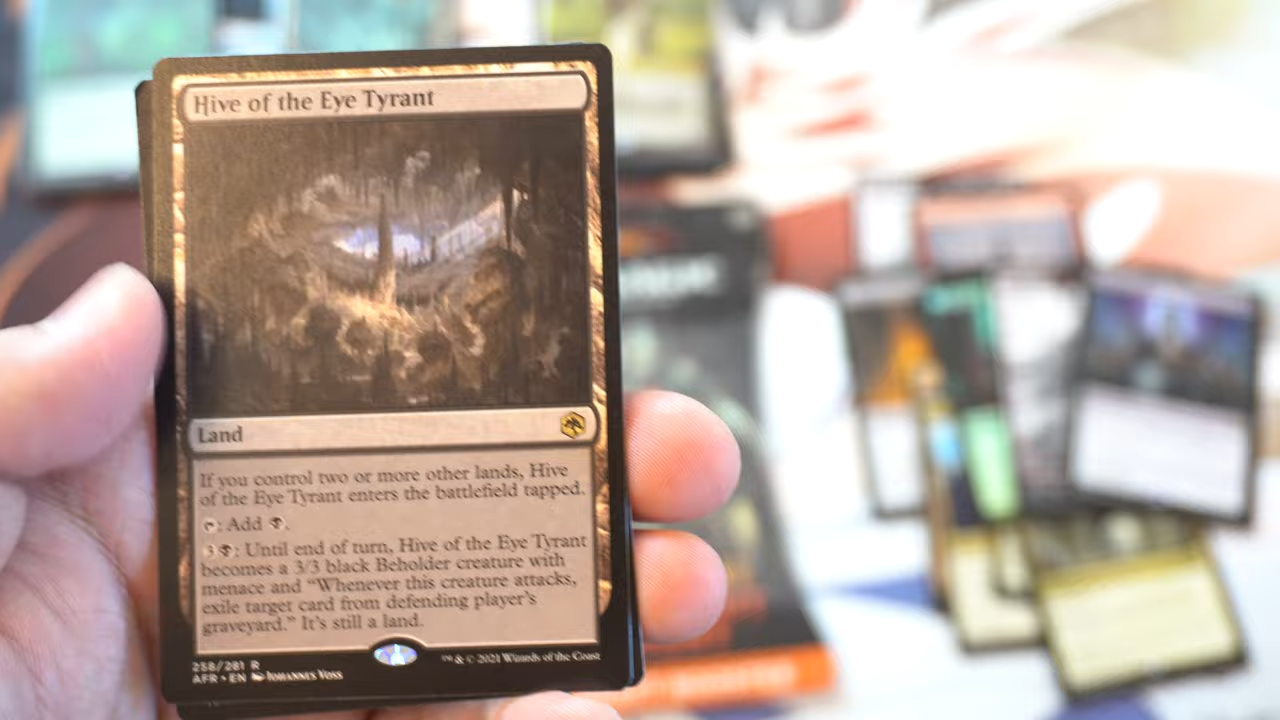 Hive of the Eye Tyrant
Land
If you control two or more other lands, Hive
of the Eye Tyrant enters the battlefield tapped.
: Add .
3 : Until end of turn, Hive of the Eye Tyrant
becomes a 3/3 black Beholder creature with
menace and “Whenever this creature attacks,
exile target card from defending player's
graveyard.” It's still a land.
258/281 R
AFR • EN Johannes Voss
™ & © 2021 Wizards of the Coast